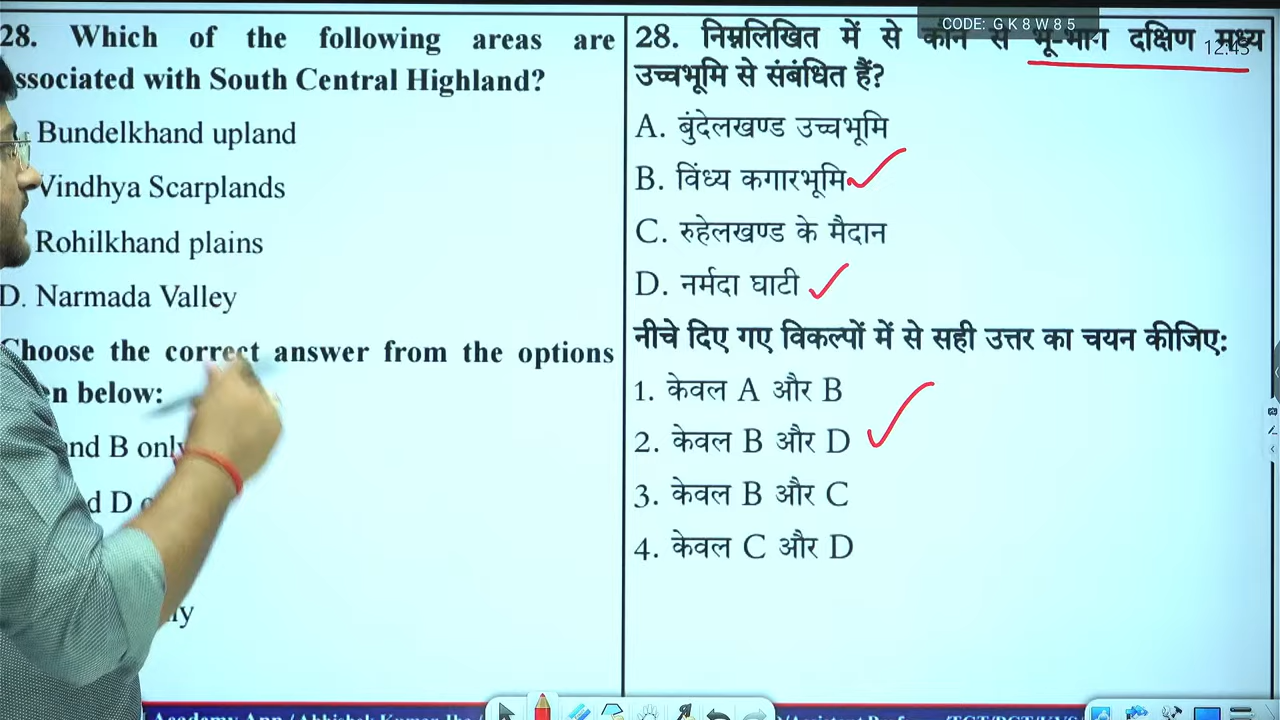 CODE: G K 8 W 8 5
12:45
28. Which of the following areas are
ssociated with South Central Highland?
Bundelkhand upland
Vindhya Scarplands
Rohilkhand plains
D. Narmada Valley
Choose the correct answer from the options
en below:
nd B only
d D
ly
28. निम्नलिखित में से कौन से भू-भाग दक्षिण मध्य
उच्चभूमि से संबंधित हैं?
A. बुंदेलखण्ड उच्चभूमि
B. विंध्य कगारभूमि
C. रुहेलखण्ड के मैदान
D. नर्मदा घाटी
नीचे दिए गए विकल्पों में से सही उत्तर का चयन कीजिए:
1. केवल A और B
2. केवल B और D
3. केवल B और C
4. केवल C और D